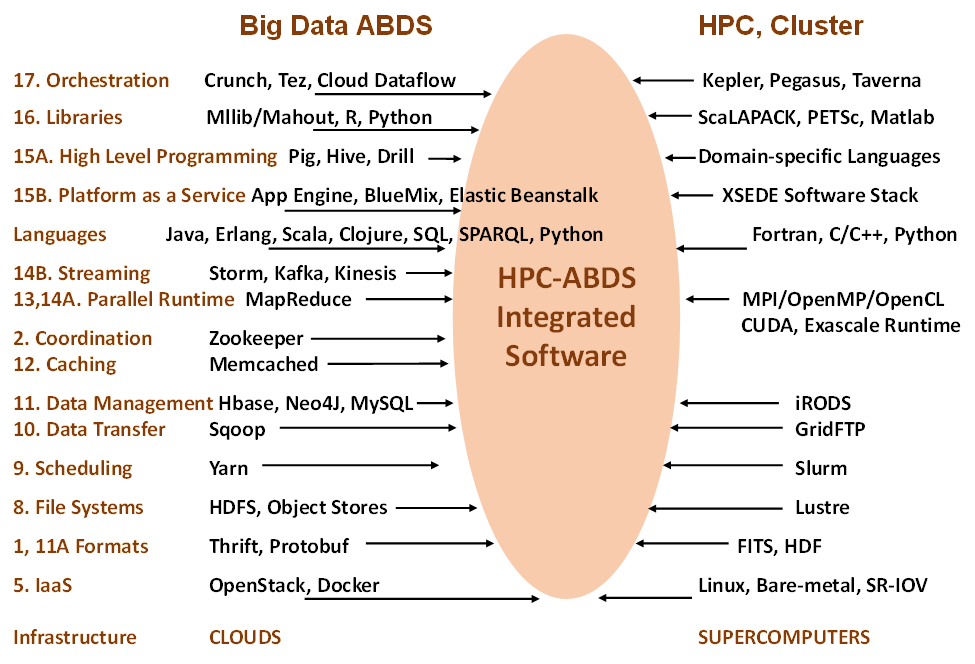 Big Data ABDS HPC, Cluster
17. Orchestration Crunch, Tez, Cloud Dataflow Kepler, Pegasus, Taverna
16. Libraries Mllib/Mahout, R, Python ScaLAPACK, PETSc, Matlab
15A. High Level Programming Pig, Hive, Drill Domain-specific Languages
15B. Platform as a Service App Engine, BlueMix, Elastic Beanstalk XSEDE Software Stack
Languages Java, Erlang, Scala, Clojure, SQL, SPARQL, Python Fortran, C/C++, Python
14B. Streaming Storm, Kafka, Kinesis
HPC-ABDS
Integrated
Software
13,14A. Parallel Runtime MapReduce MPI/OpenMP/OpenCL
CUDA, Exascale Runtime
2. Coordination Zookeeper
12. Caching Memcached
11. Data Management Hbase, Neo4J, MySQL iRODS
10. Data Transfer Sqoop GridFTP
9. Scheduling Yarn Slurm
8. File Systems HDFS, Object Stores Lustre
1, 11A Formats Thrift, Protobuf FITS, HDF
5. IaaS OpenStack, Docker Linux, Bare-metal, SR-IOV
Infrastructure CLOUDS SUPERCOMPUTERS